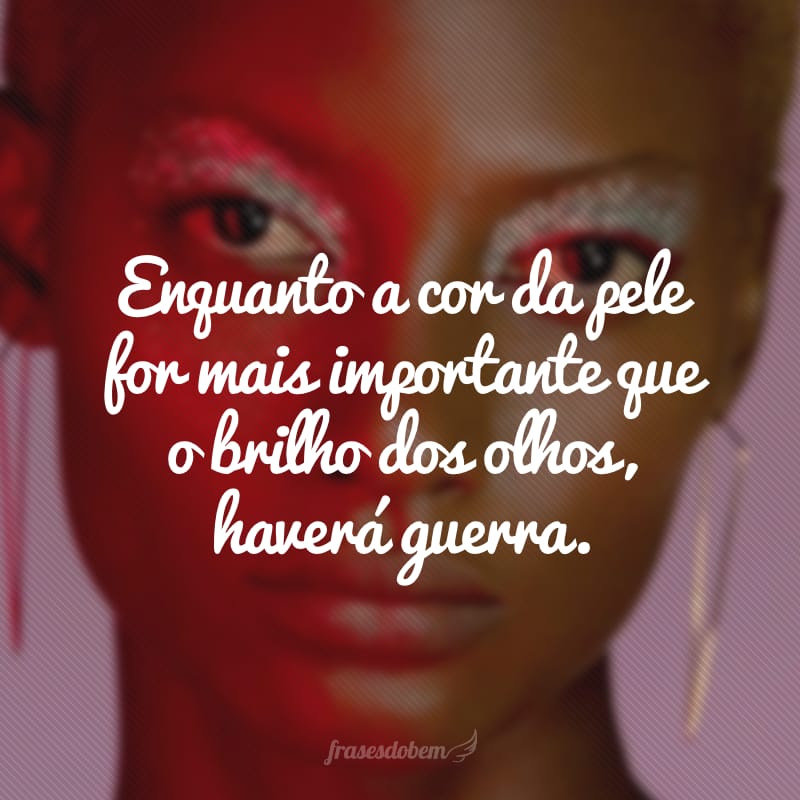 Enquanto a cor da pele
for mais importante que
o brilho dos olhos,
haverá guerra.
frasesdobem